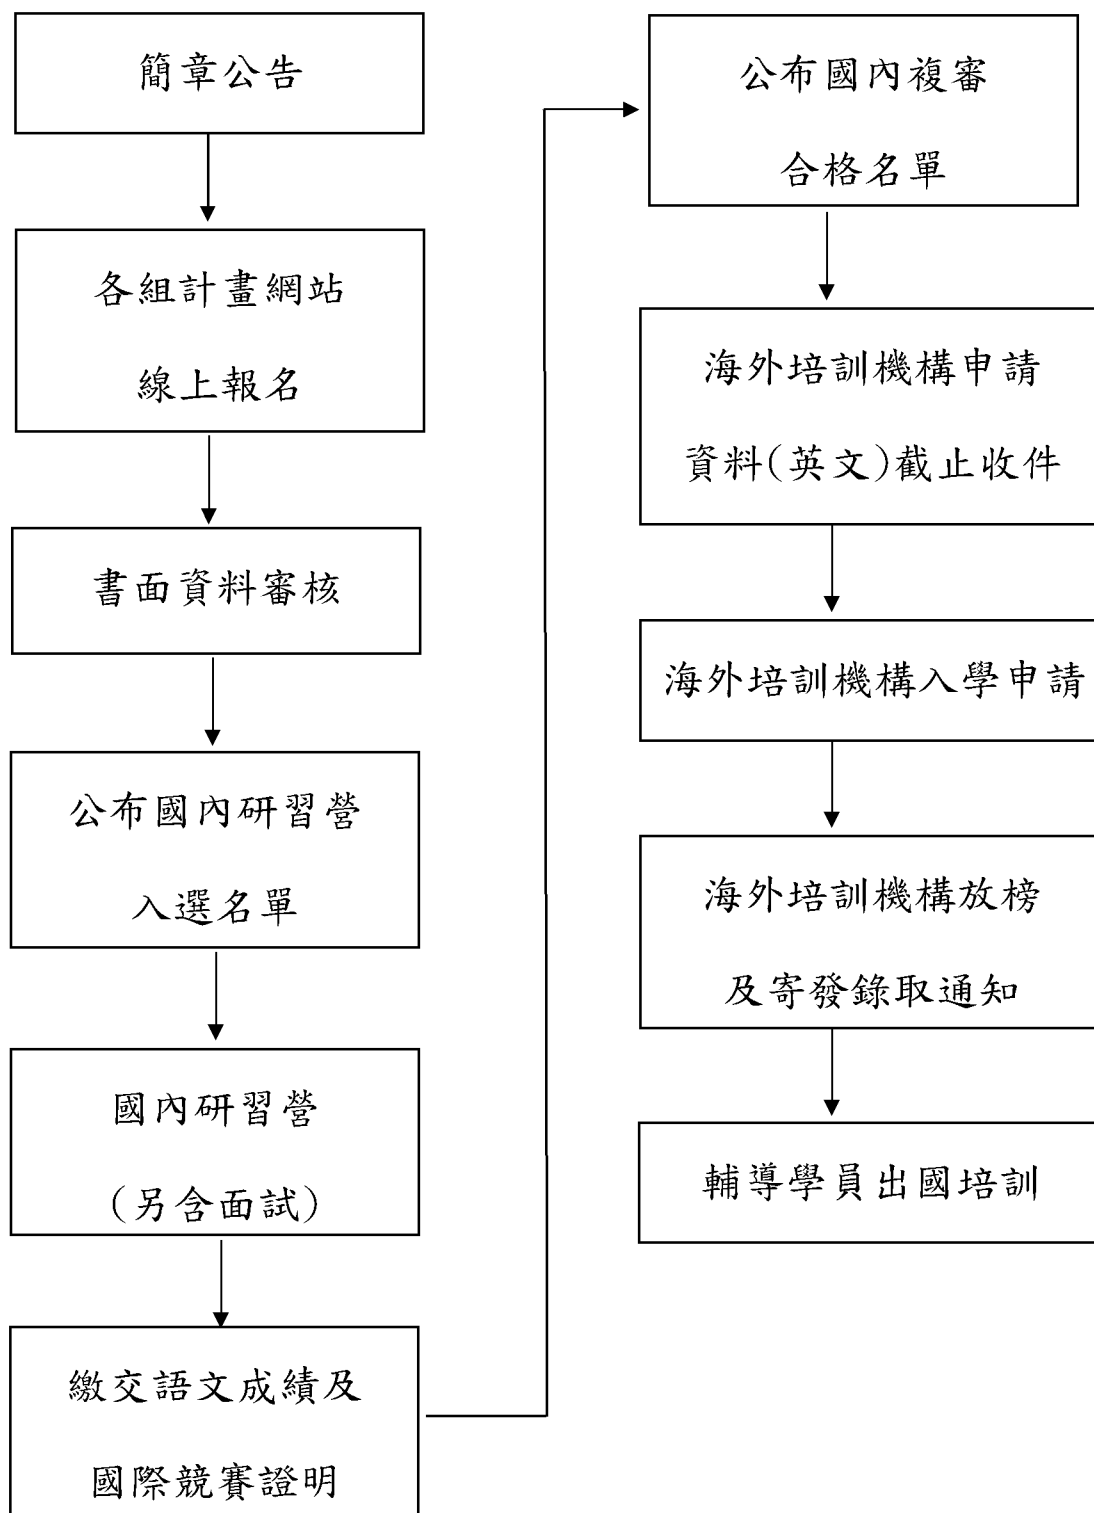 簡章公告
各組計畫網站
線上報名
書面資料審核
公布國內研習營
入選名單
國內研習營
(另含面試)
繳交語文成績及
國際競賽證明
公布國內複審
合格名單
海外培訓機構申請
資料(英文)截止收件
海外培訓機構入學申請
海外培訓機構放榜
及寄發錄取通知
輔導學員出國培訓